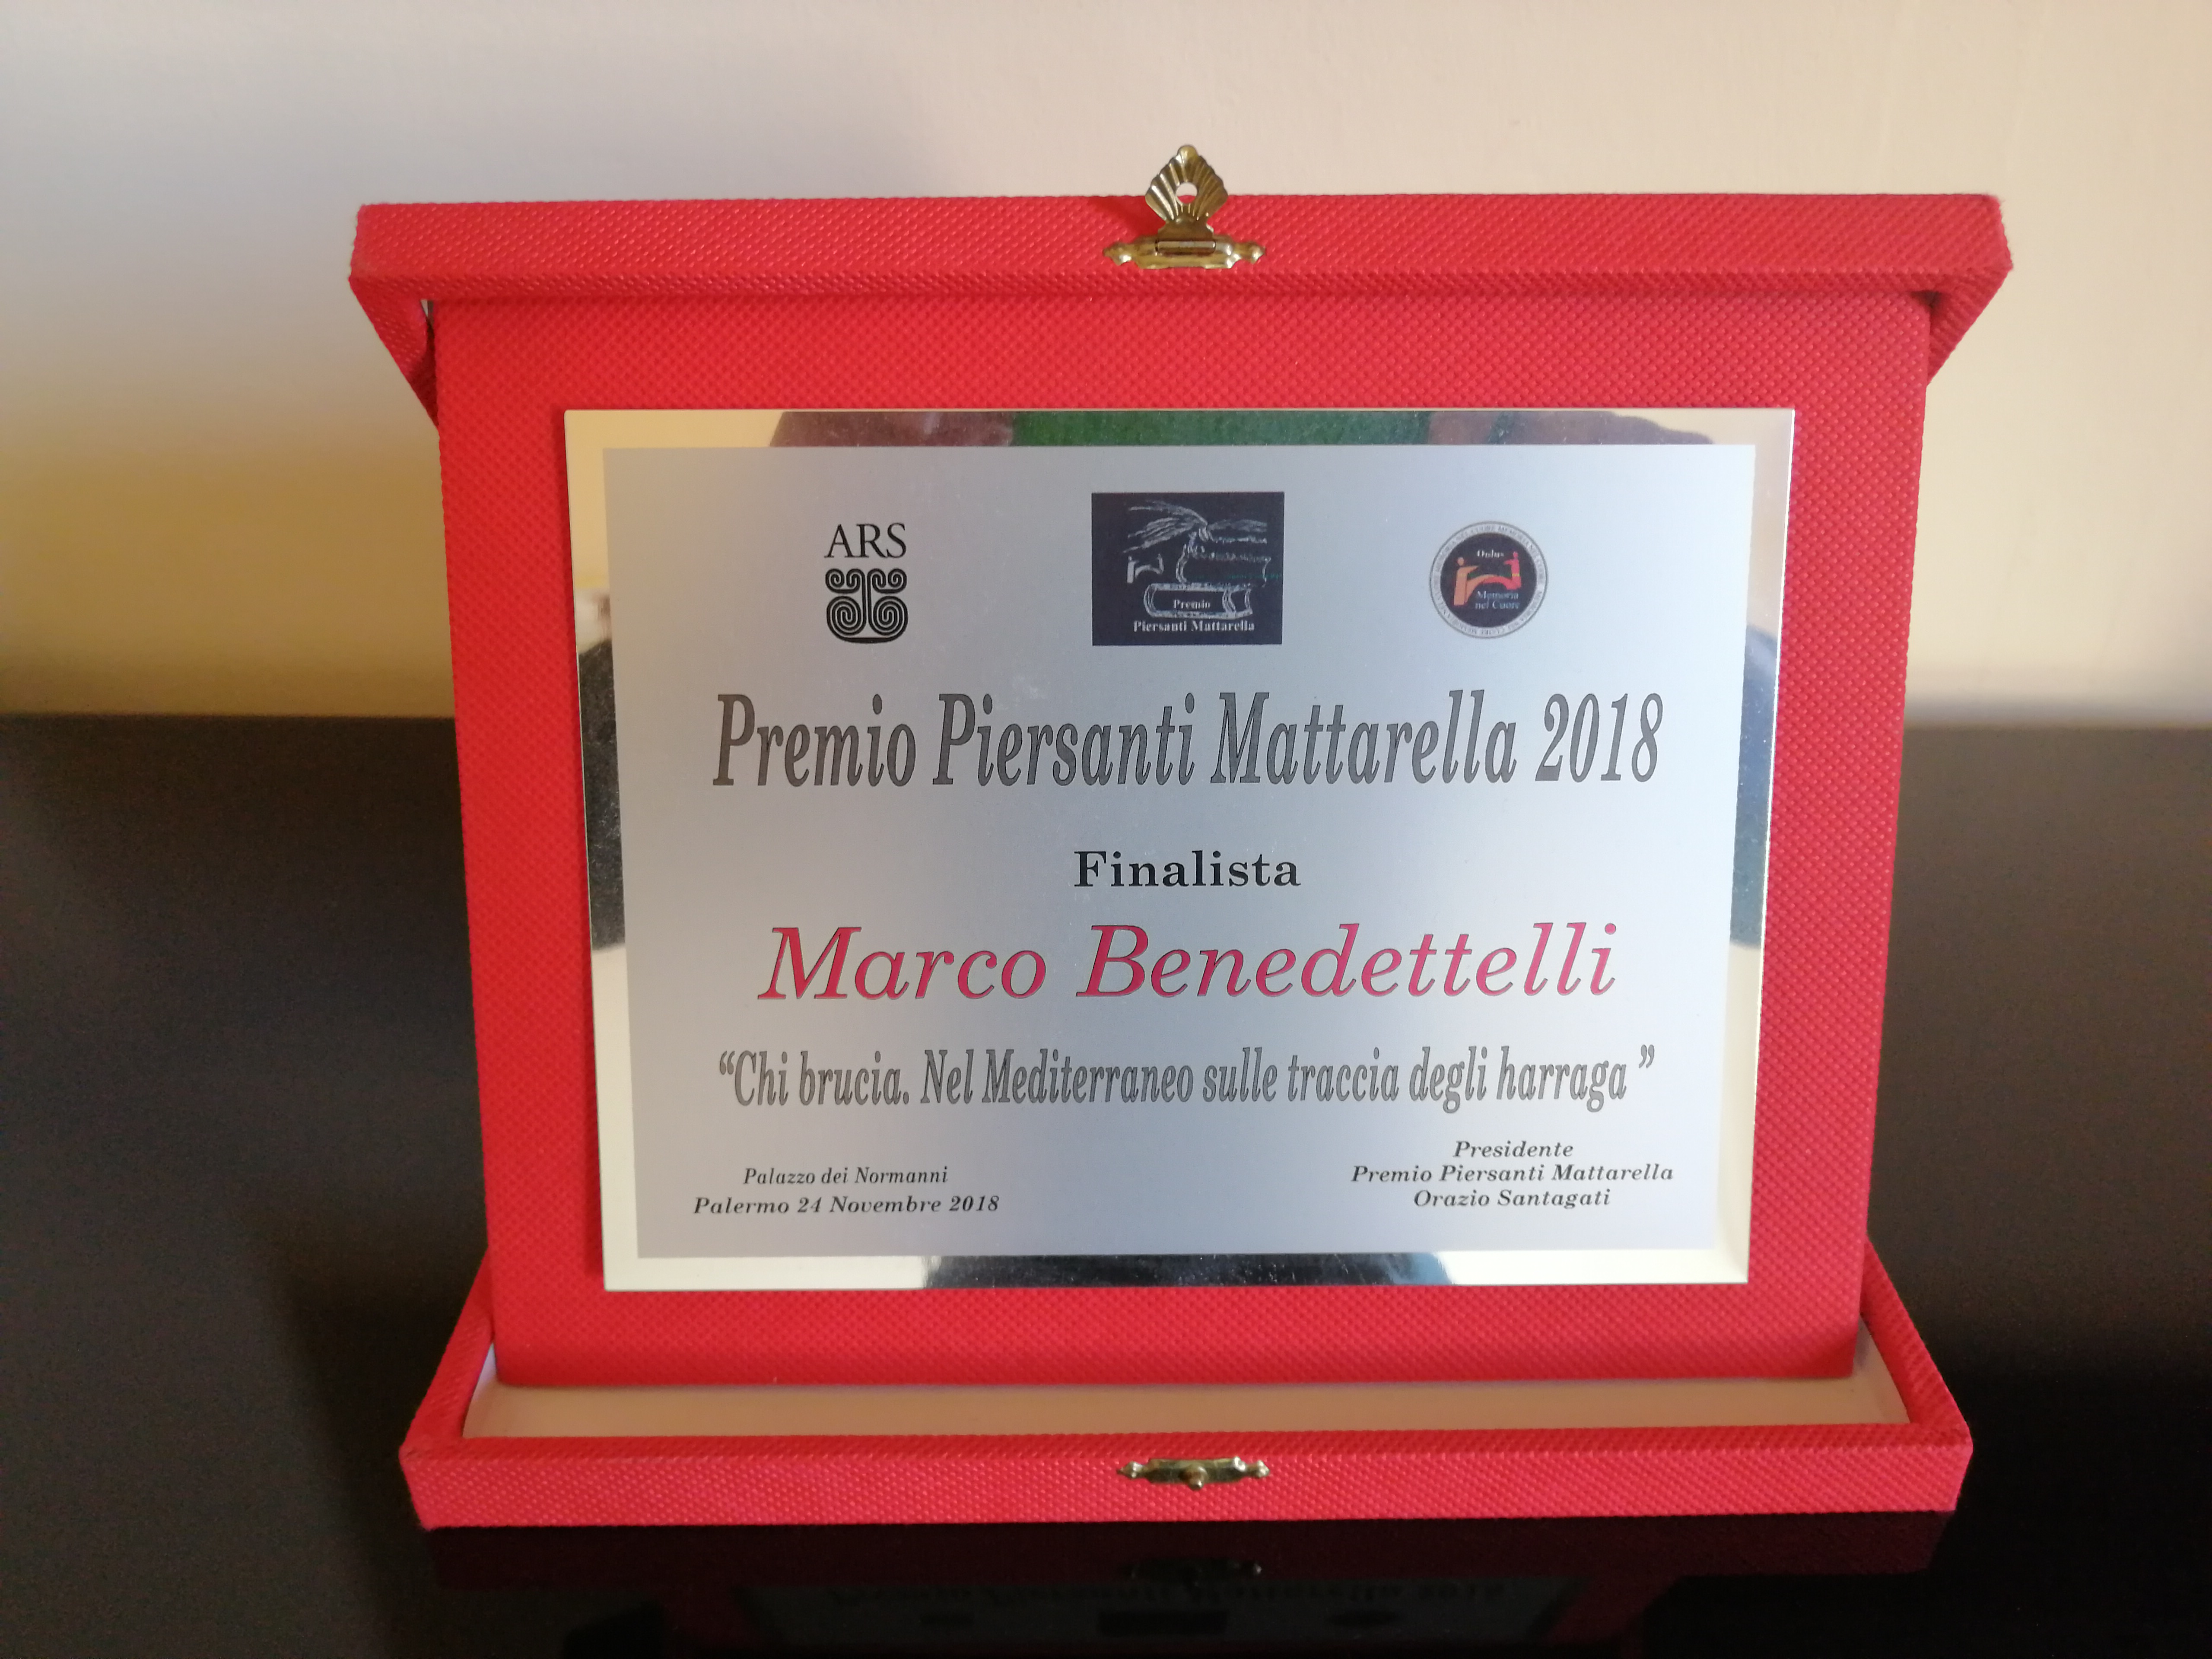 ARS
Premio
Piersanti Mattarella
Onlus
Memoria
nel Cuore
Premio Piersanti Mattarella 2018
Finalista
Marco Benedettelli
“Chi brucia. Nel Mediterraneo sulle traccia degli harraga ”
Palazzo dei Normanni
Palermo 24 Novembre 2018
Presidente
Premio Piersanti Mattarella
Orazio Santagati